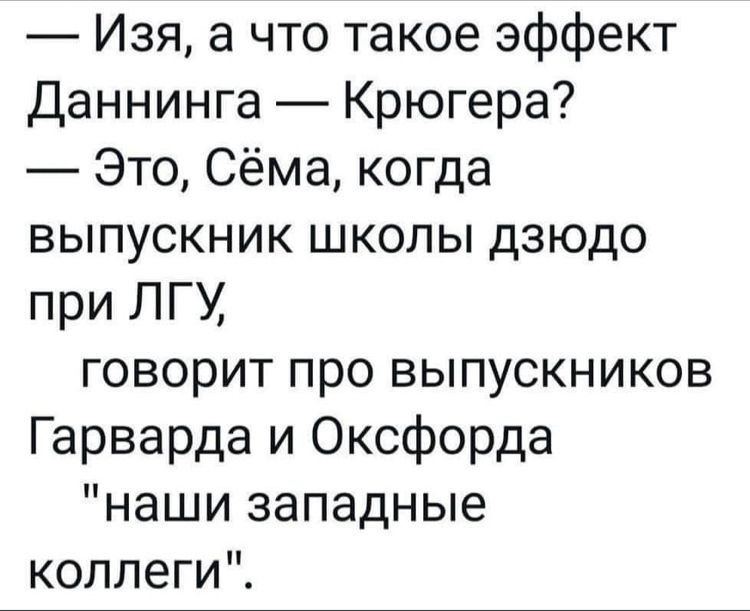 — Изя, а что такое эффект
Даннинга — Крюгера?
— Это, Сёма, когда
выпускник школы дзюдо
при ЛГУ,
говорит про выпускников
Гарварда и Оксфорда
"наши западные
коллеги".